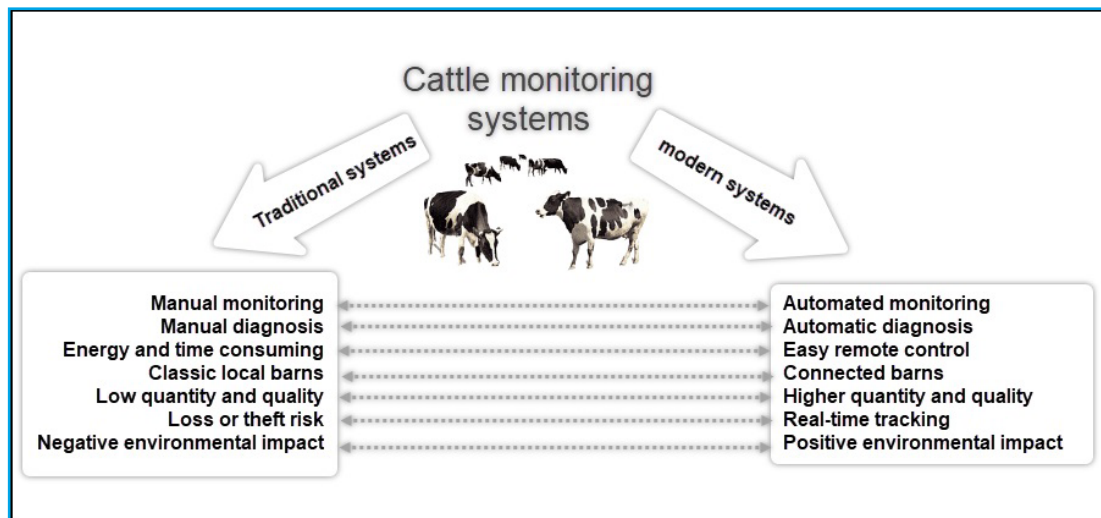 Cattle monitoring
systems
Traditional systems
modern systems
Manual monitoring
Manual diagnosis
Energy and time consuming
Classic local barns
Low quantity and quality
Loss or theft risk
Negative environmental impact
Automated monitoring
Automatic diagnosis
Easy remote control
Connected barns
Higher quantity and quality
Real-time tracking
Positive environmental impact